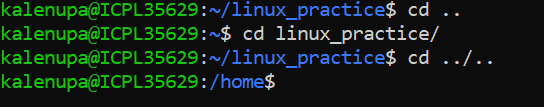 kalenupa@ICPL35629:~/linux_practice$ cd ..
kalenupa@ICPL35629:~$ cd linux_practice/
kalenupa@ICPL35629:~/linux_practice$ cd ../..
kalenupa@ICPL35629:/home$